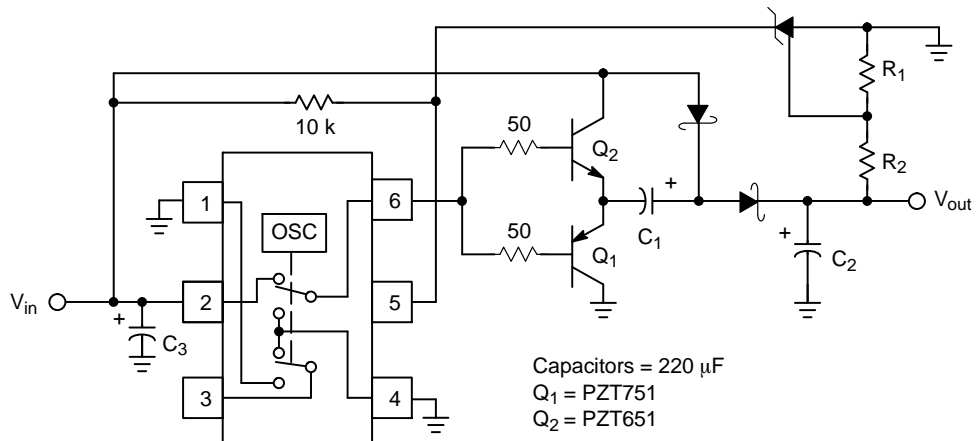 R1
10 k
50
Q2
R2
1
6
Vout
OSC
+
C1
50
Q1
+
C2
Vin
2
5
+
C3
3
4
Capacitors = 220 μF
Q1 = PZT751
Q2 = PZT651